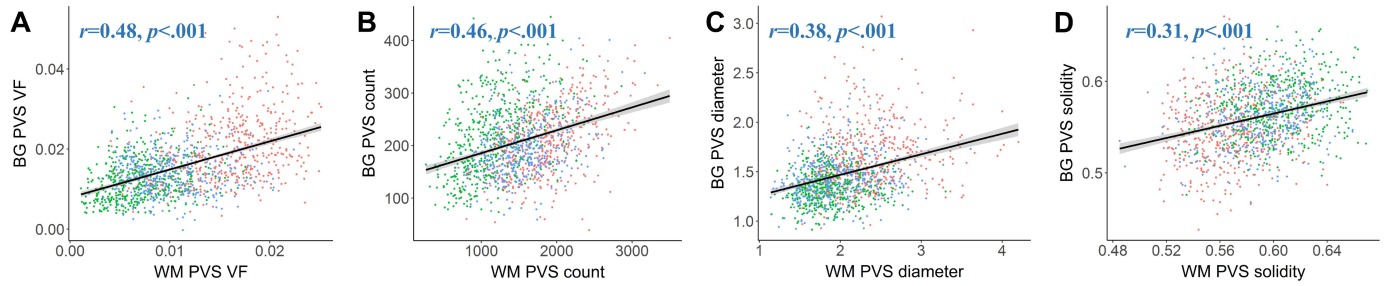 A
r=0.48, p<.001
BG PVS VF
0.04
0.02
0.00
0.00 0.01 0.02
WM PVS VF
B
r=0.46, p<.001
BG PVS count
400
300
200
100
1000 2000 3000
WM PVS count
C
r=0.38, p<.001
BG PVS diameter
3.0
2.5
2.0
1.5
1.0
1 2 3 4
WM PVS diameter
D
r=0.31, p<.001
BG PVS solidity
0.6
0.5
0.48 0.52 0.56 0.60 0.64
WM PVS solidity